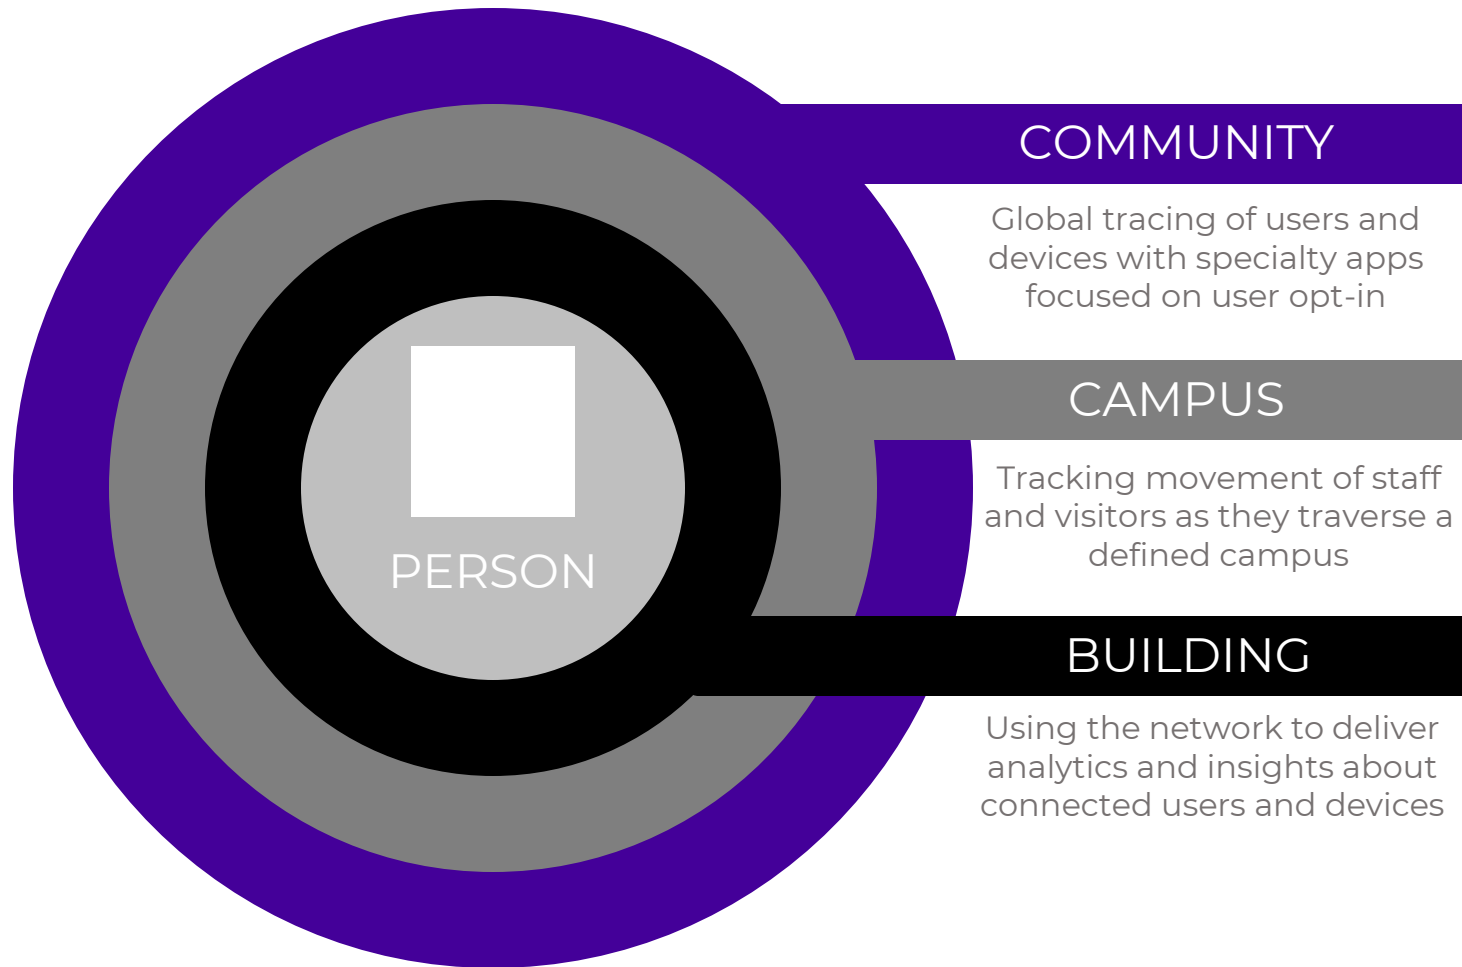 COMMUNITY
Global tracing of users and
devices with specialty apps
focused on user opt-in
CAMPUS
Tracking movement of staff
and visitors as they traverse a
defined campus
PERSON
BUILDING
Using the network to deliver
analytics and insights about
connected users and devices